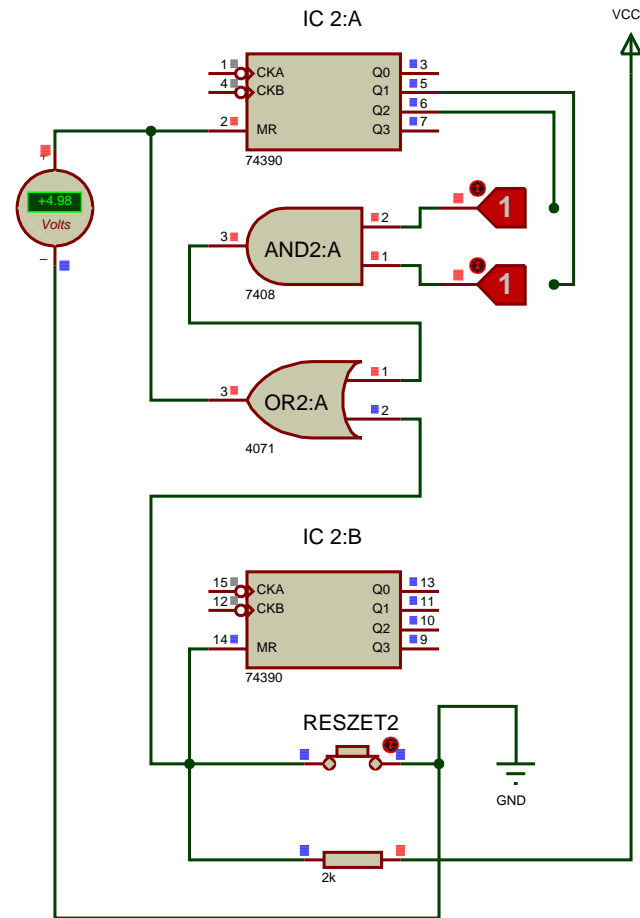 IC 2:A
VCC
1 CKA Q0 3
4 CKB Q1 5
Q2 6
2 MR Q3 7
74390
+
+4.98
Volts
–
2 1
3 AND2:A
1 1
7408
1
3 OR2:A
2
4071
IC 2:B
15 CKA Q0 13
12 CKB Q1 11
Q2 10
14 MR Q3 9
74390
RESZET2
GND
2k